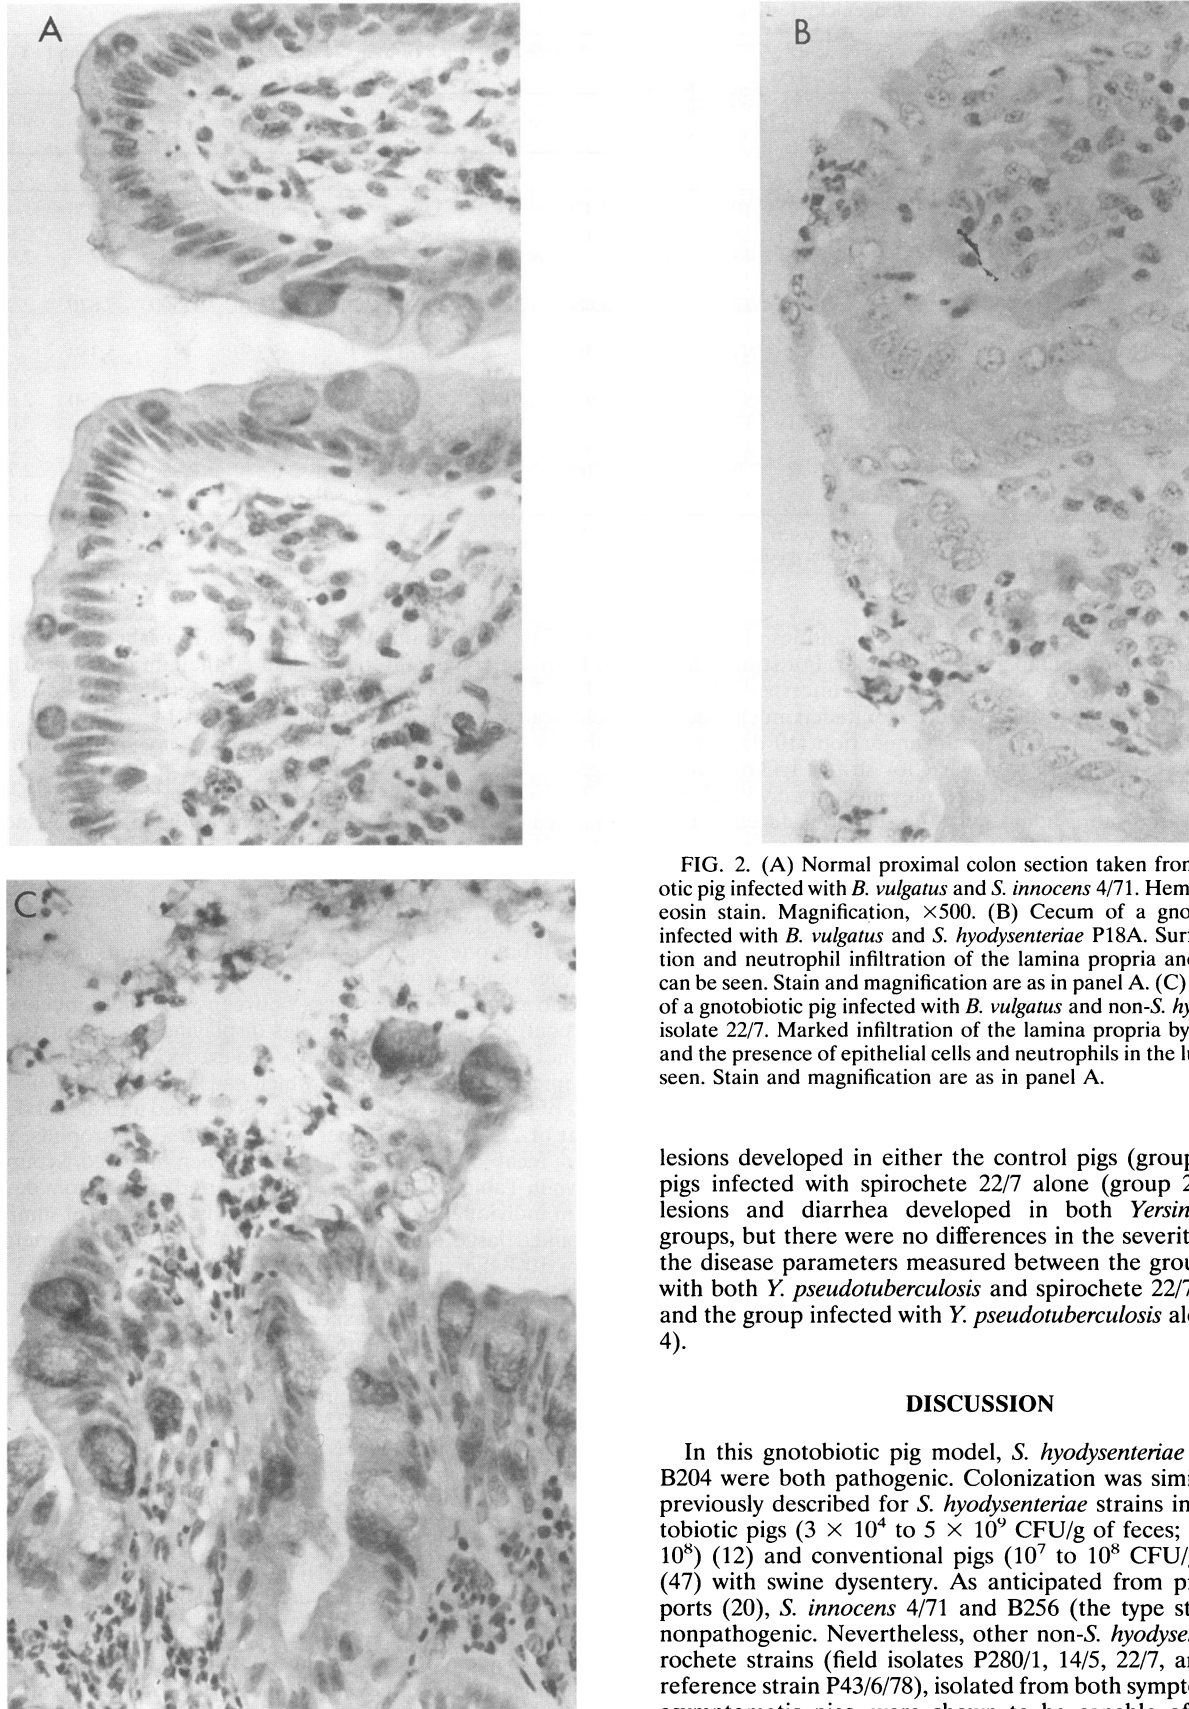 A
B
C
FIG. 2. (A) Normal proximal colon section taken from
otic pig infected with B. vulgatus and S. innocens 4/71. Hem
eosin stain. Magnification, ×500. (B) Cecum of a gno
infected with B. vulgatus and S. hyodysenteriae P18A. Surf
tion and neutrophil infiltration of the lamina propria and
can be seen. Stain and magnification are as in panel A. (C)
of a gnotobiotic pig infected with B. vulgatus and non-S. hy
isolate 22/7. Marked infiltration of the lamina propria by
and the presence of epithelial cells and neutrophils in the lu
seen. Stain and magnification are as in panel A.
lesions developed in either the control pigs (group
pigs infected with spirochete 22/7 alone (group 2
lesions and diarrhea developed in both Yersin
groups, but there were no differences in the severit
the disease parameters measured between the grou
with both Y. pseudotuberculosis and spirochete 22/7
and the group infected with Y. pseudotuberculosis alo
4).
DISCUSSION
In this gnotobiotic pig model, S. hyodysenteriae
B204 were both pathogenic. Colonization was simi
previously described for S. hyodysenteriae strains in
tobiotic pigs (3 × 10⁴ to 5 × 10⁹ CFU/g of feces;
10⁸) (12) and conventional pigs (10⁷ to 10⁸ CFU/
(47) with swine dysentery. As anticipated from p
ports (20), S. innocens 4/71 and B256 (the type st
nonpathogenic. Nevertheless, other non-S. hyodyse
rochete strains (field isolates P280/1, 14/5, 22/7, a
reference strain P43/6/78), isolated from both sympt